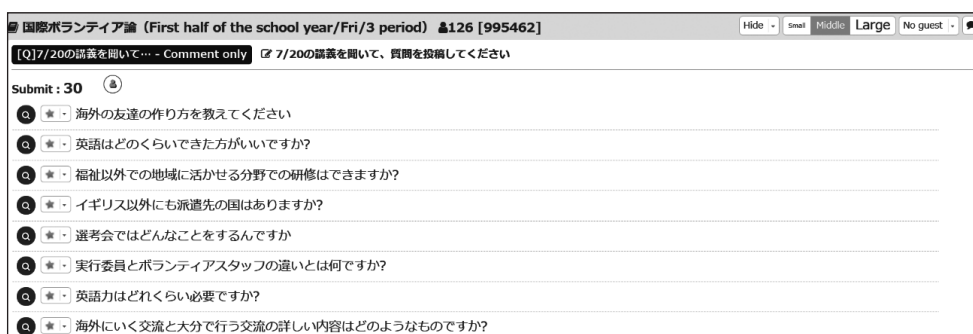 国際ボランティア論（First half of the school year/Fri/3 period） 126 [995462] Hide Small Middle Large No guest
[Q]7/20の講義を聞いて… - Comment only 7/20の講義を聞いて、質問を投稿してください
Submit : 30
海外の友達の作り方を教えてください
英語はどのくらいできた方がいいですか?
福祉以外での地域に活かせる分野での研修はできますか?
イギリス以外にも派遣先の国はありますか?
選考会ではどんなことをするんですか
実行委員とボランティアスタッフの違いとは何ですか?
英語力はどれくらい必要ですか?
海外にいく交流と大分で行う交流の詳しい内容はどのようなものですか?